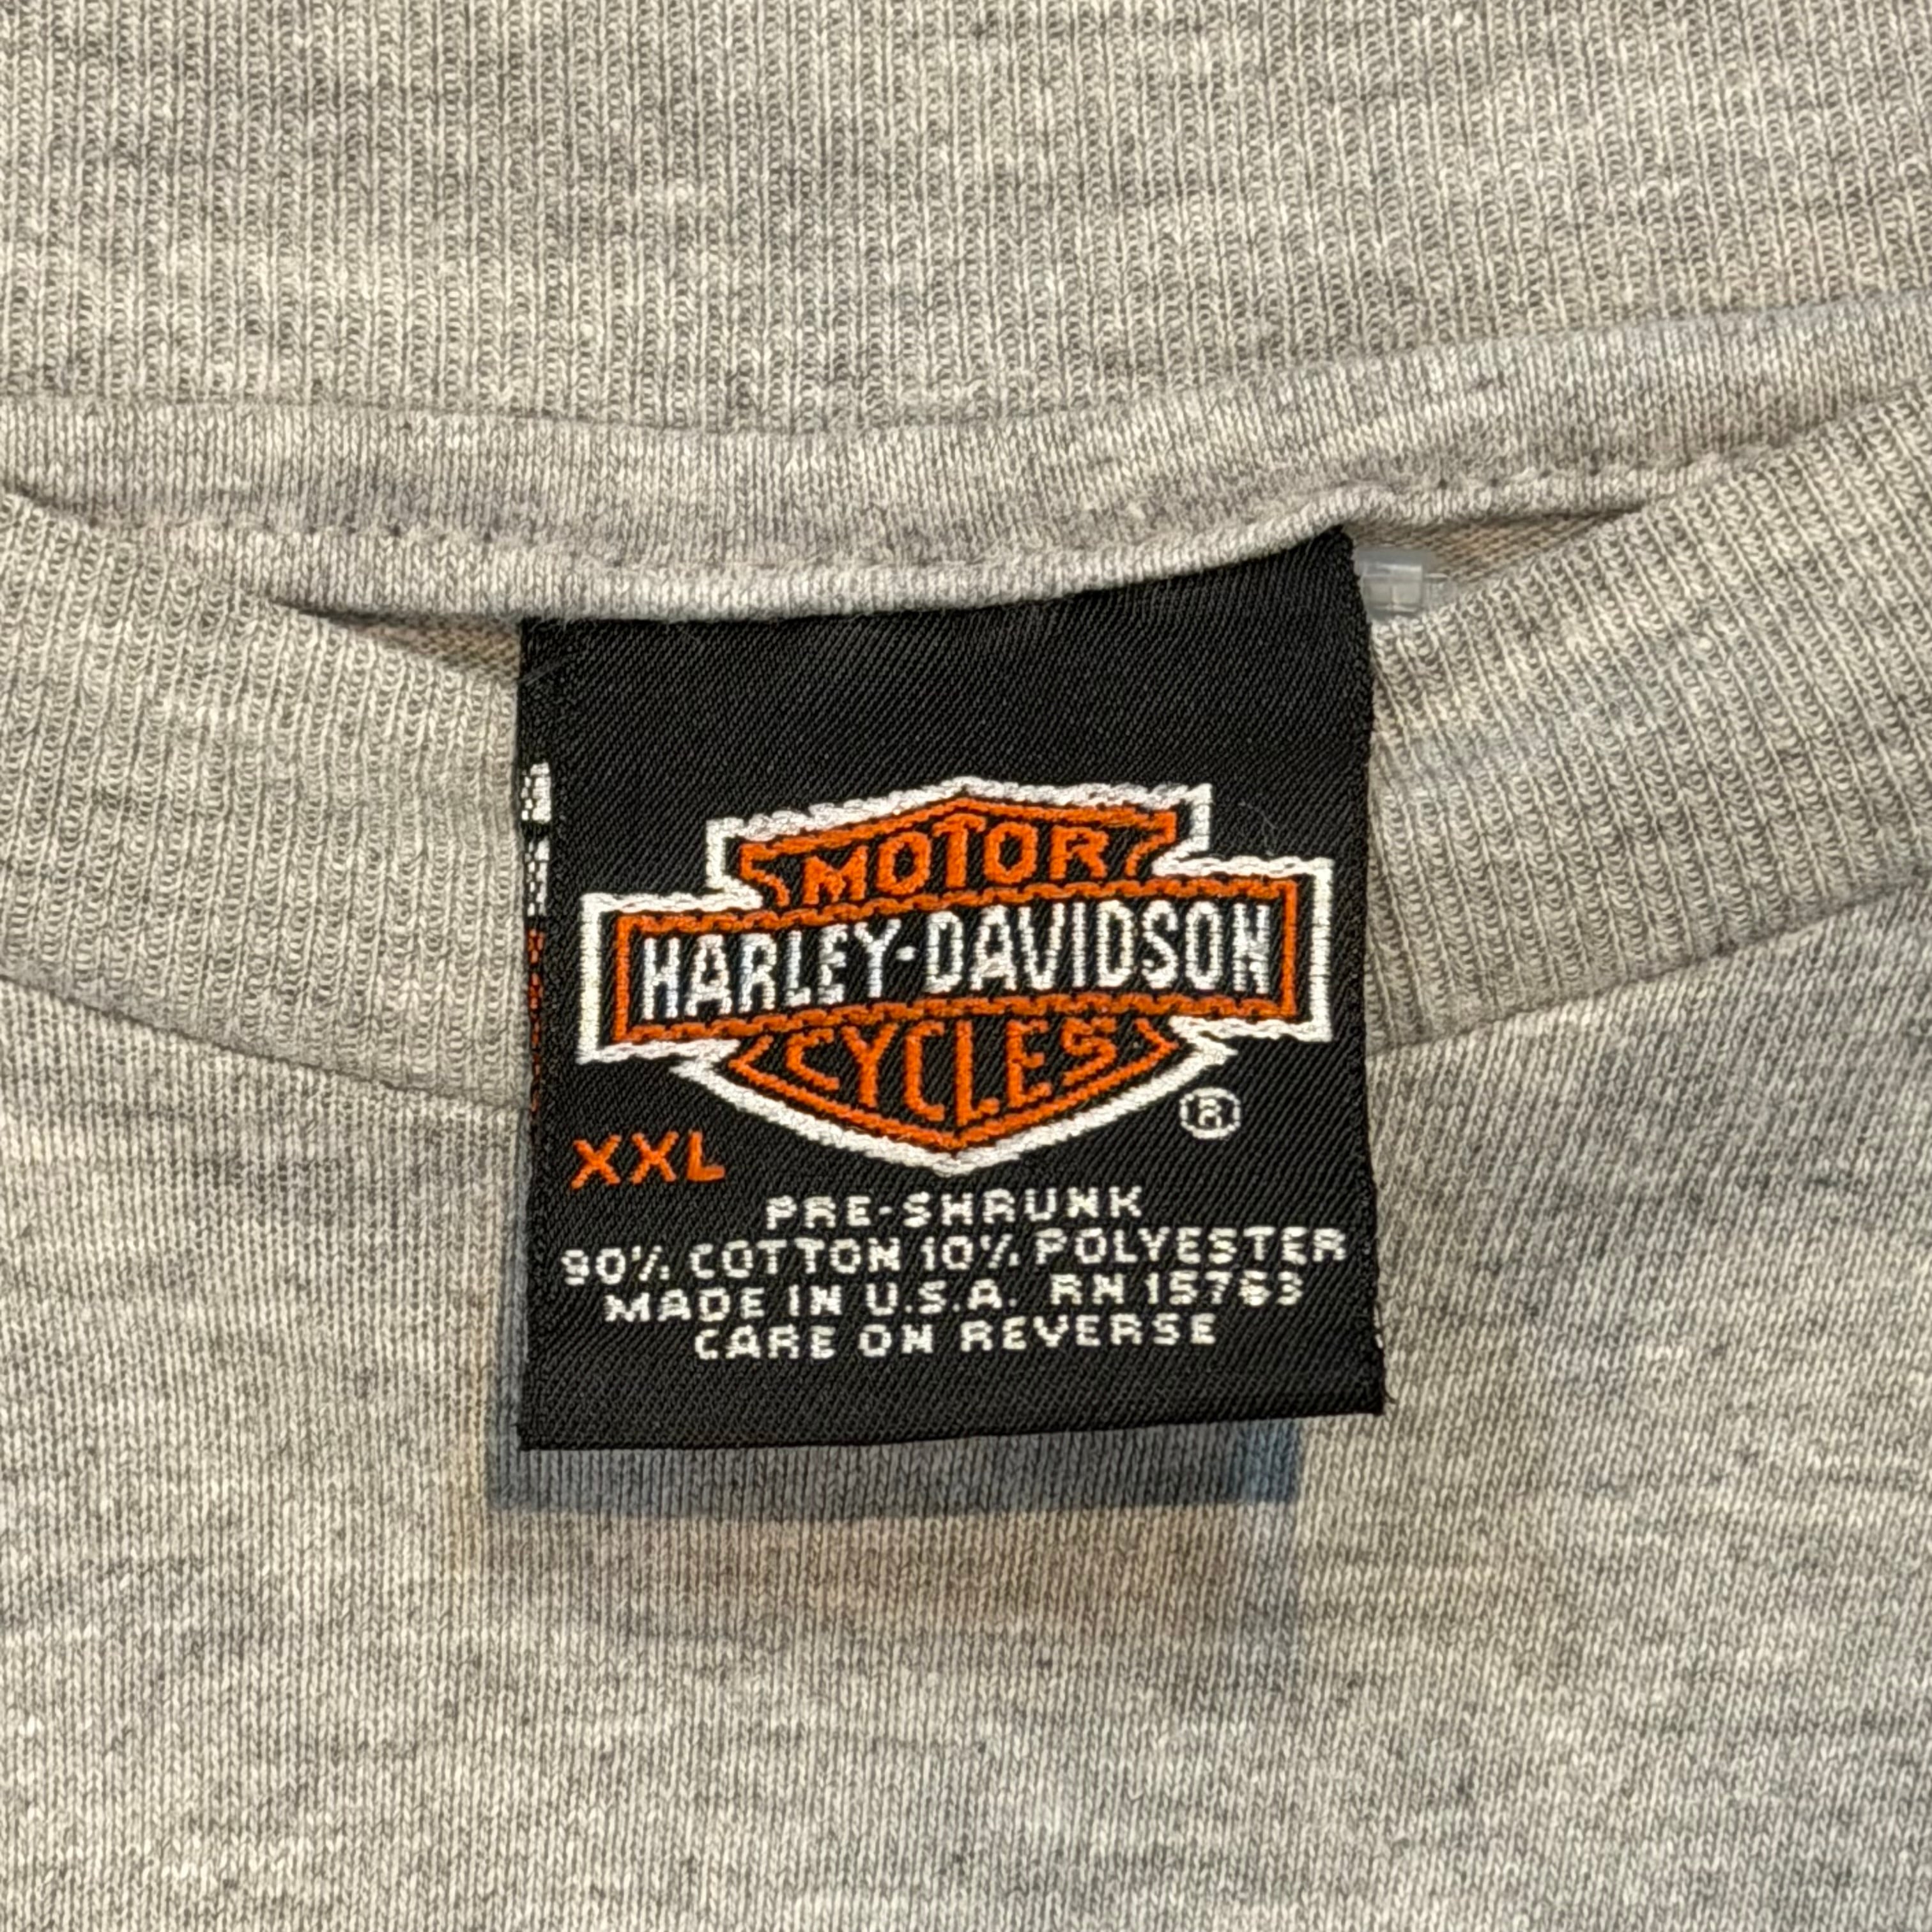 MOTOR
HARLEY-DAVIDSON
CYCLES
®
XXL
PRE-SHRUNK
90% COTTON 10% POLYESTER
MADE IN U.S.A. RN 15763
CARE ON REVERSE